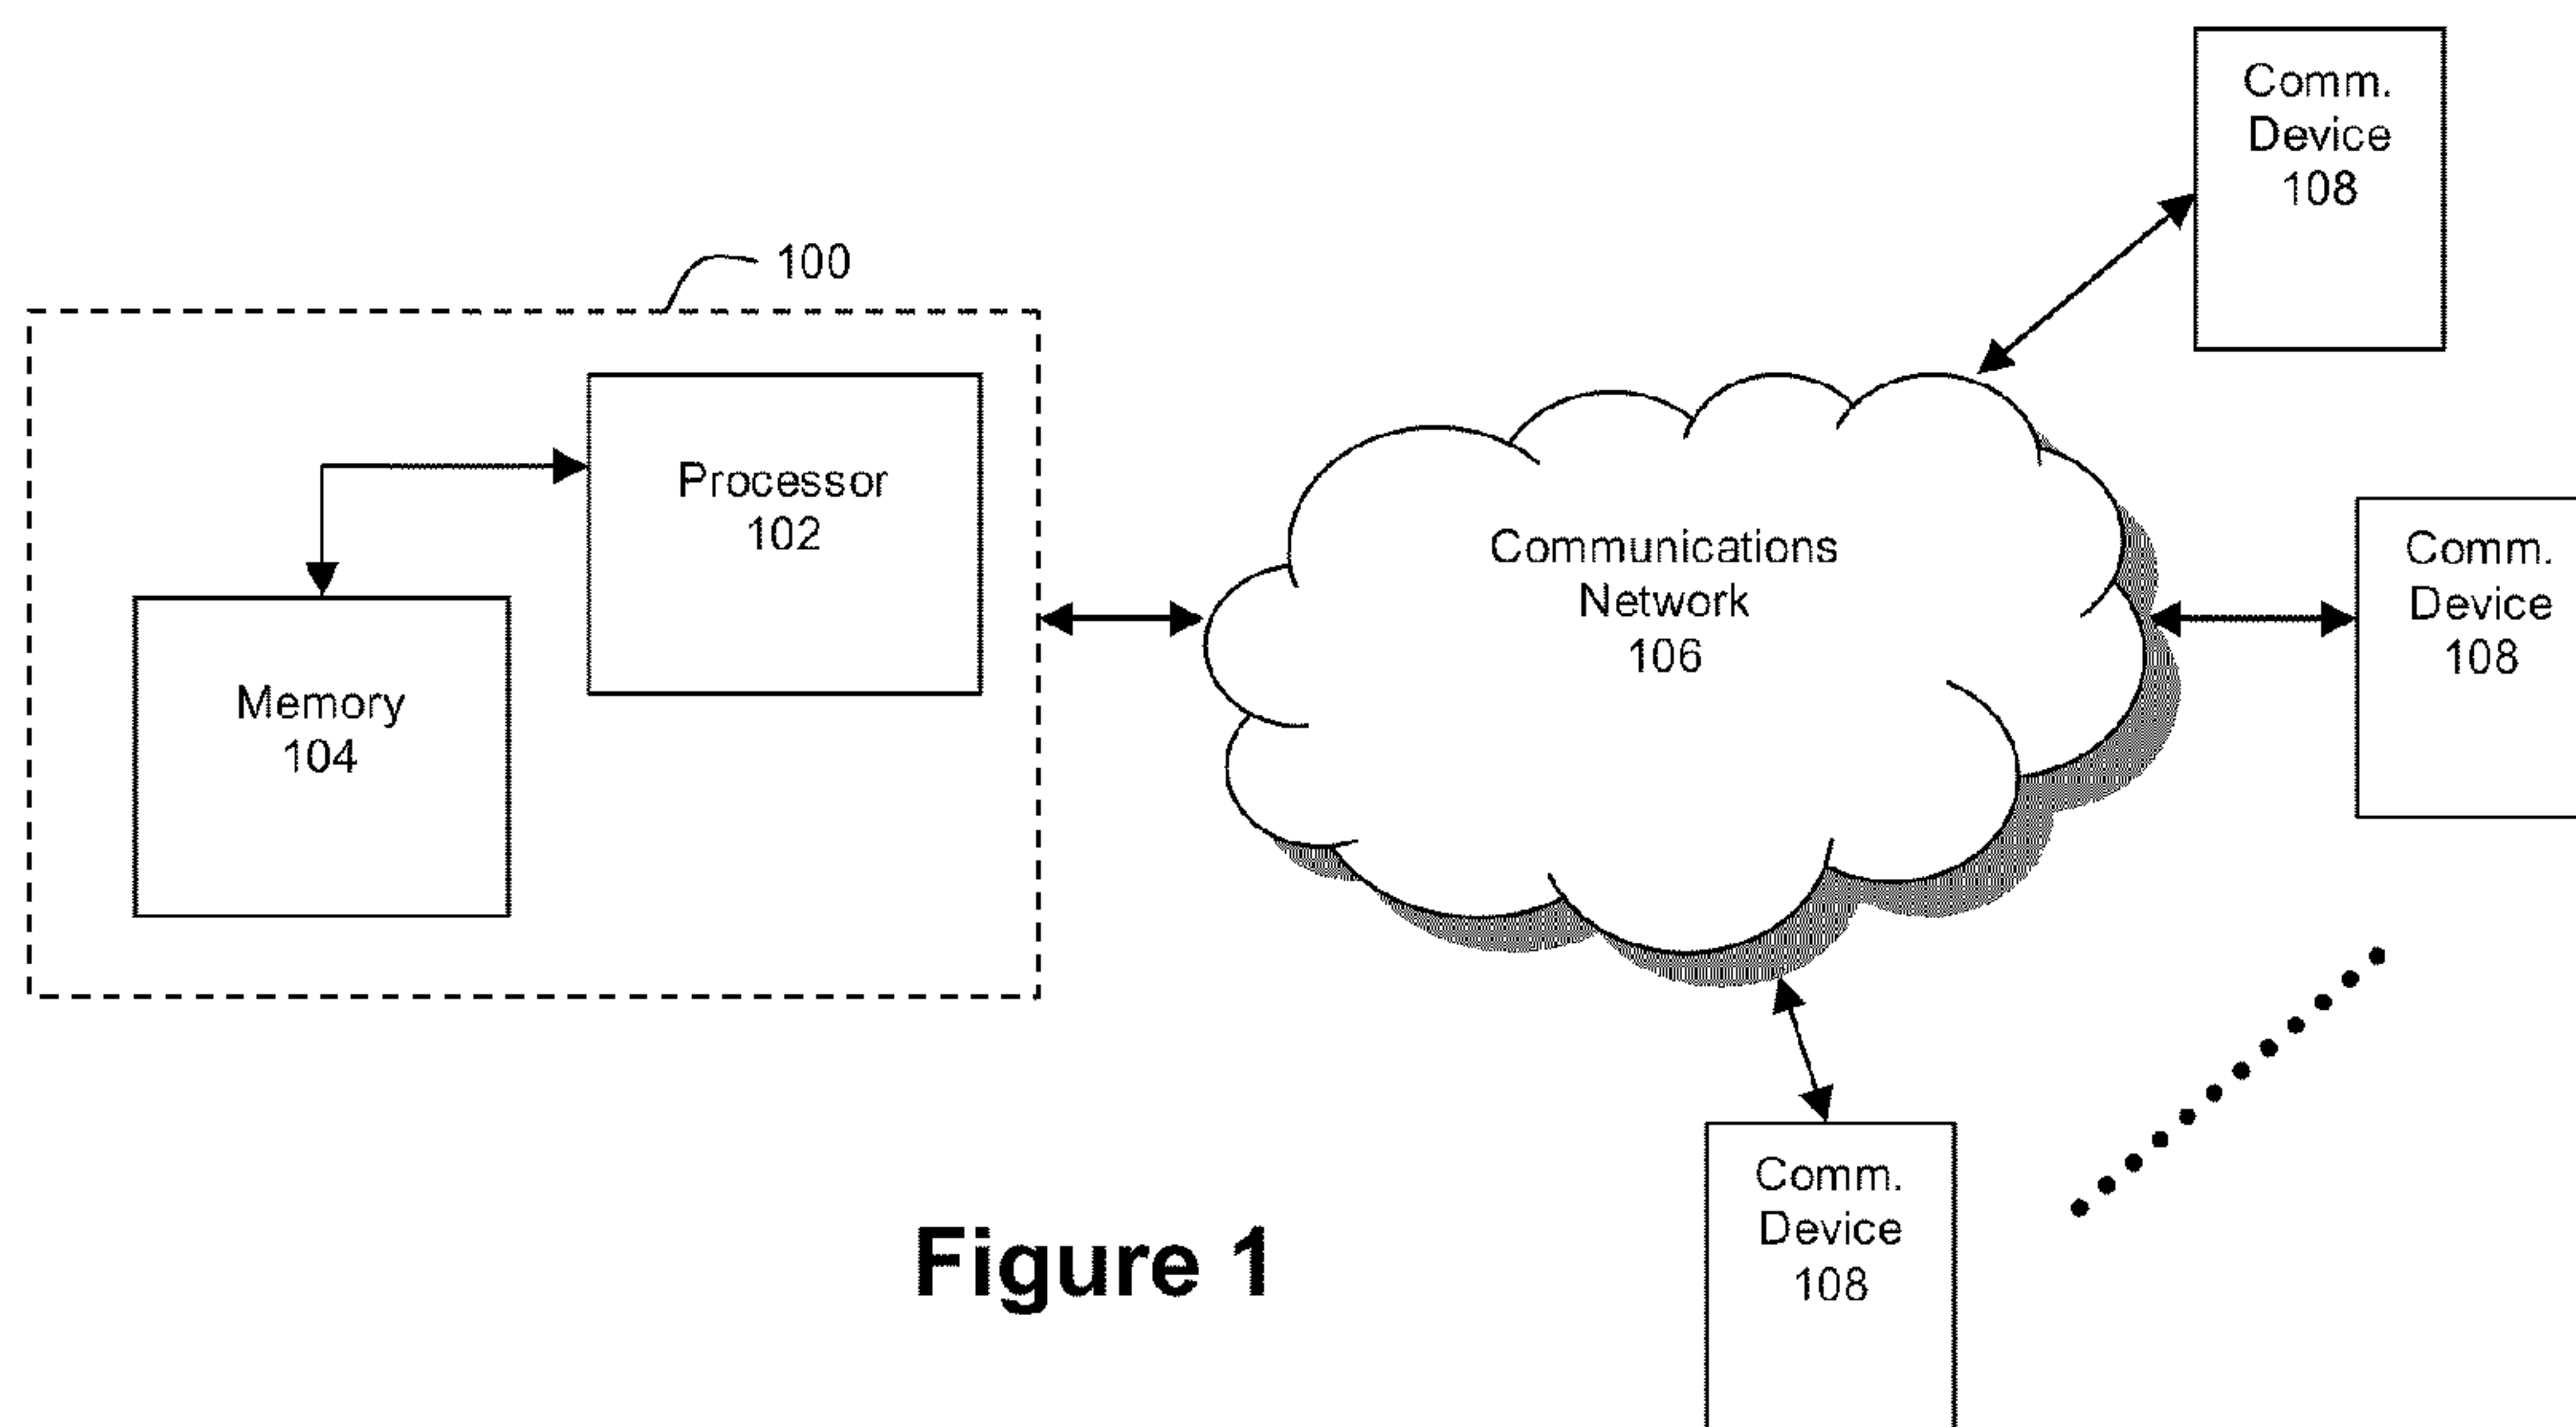 Comm.
Device
108
100
Processor
102
Memory
104
Communications
Network
106
Comm.
Device
108
Comm.
Device
108
Figure 1